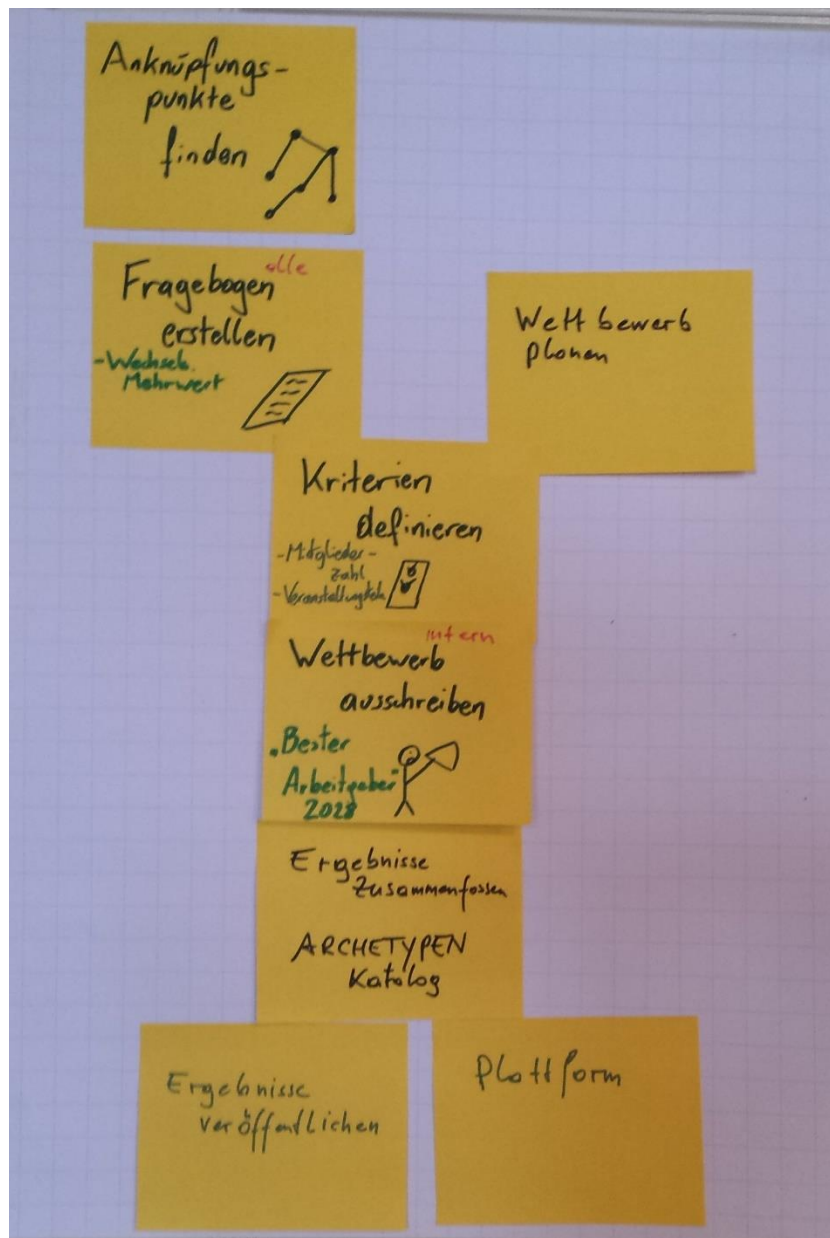 Anknüpfungs-
punkte
finden
alle
Fragebogen
erstellen
-Wechsels.
Mehrwert
Wettbewerb
planen
Kriterien
definieren
-Mitglieder-
zahl
intern
Wettbewerb
ausschreiben
"Bester
Arbeitgeber"
2028
Ergebnisse
Zusammenfassen
ARCHETYPEN
Katalog
Ergebnisse
veröffentlichen
Plattform